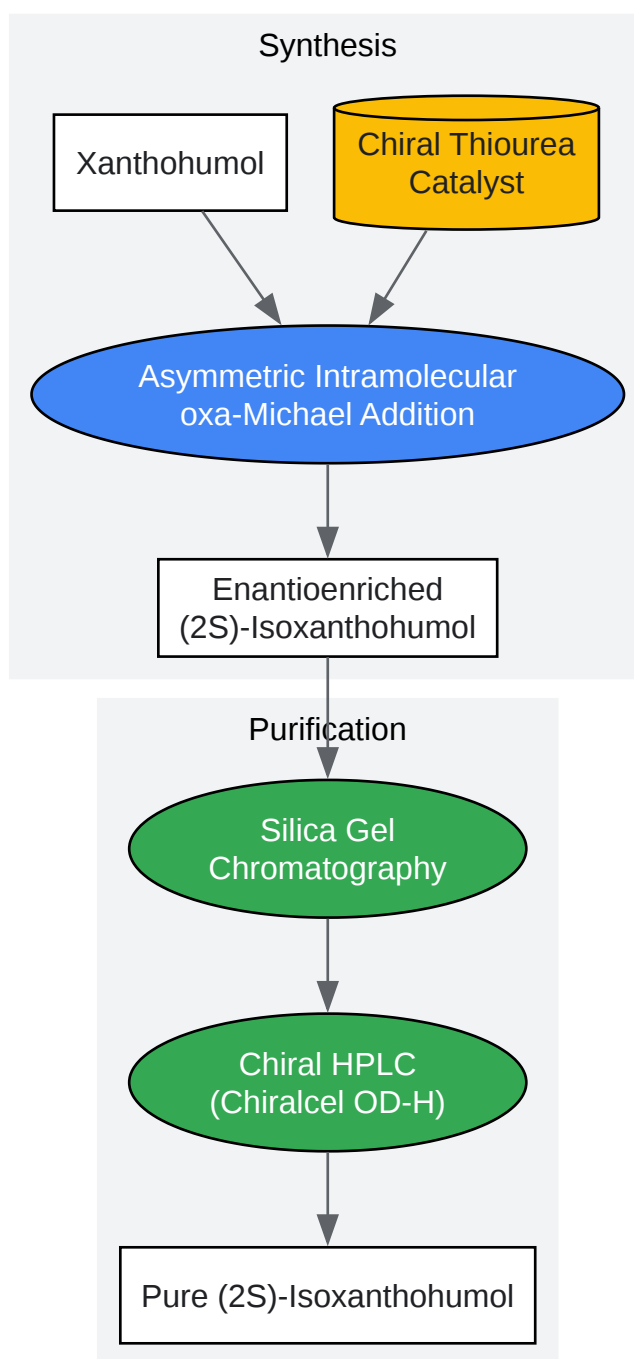 Synthesis
Xanthohumol
Chiral Thiourea
Catalyst
Asymmetric Intramolecular
oxa-Michael Addition
Enantioenriched
(2S)-Isoxanthohumol
Purification
Silica Gel
Chromatography
Chiral HPLC
(Chiralcel OD-H)
Pure (2S)-Isoxanthohumol